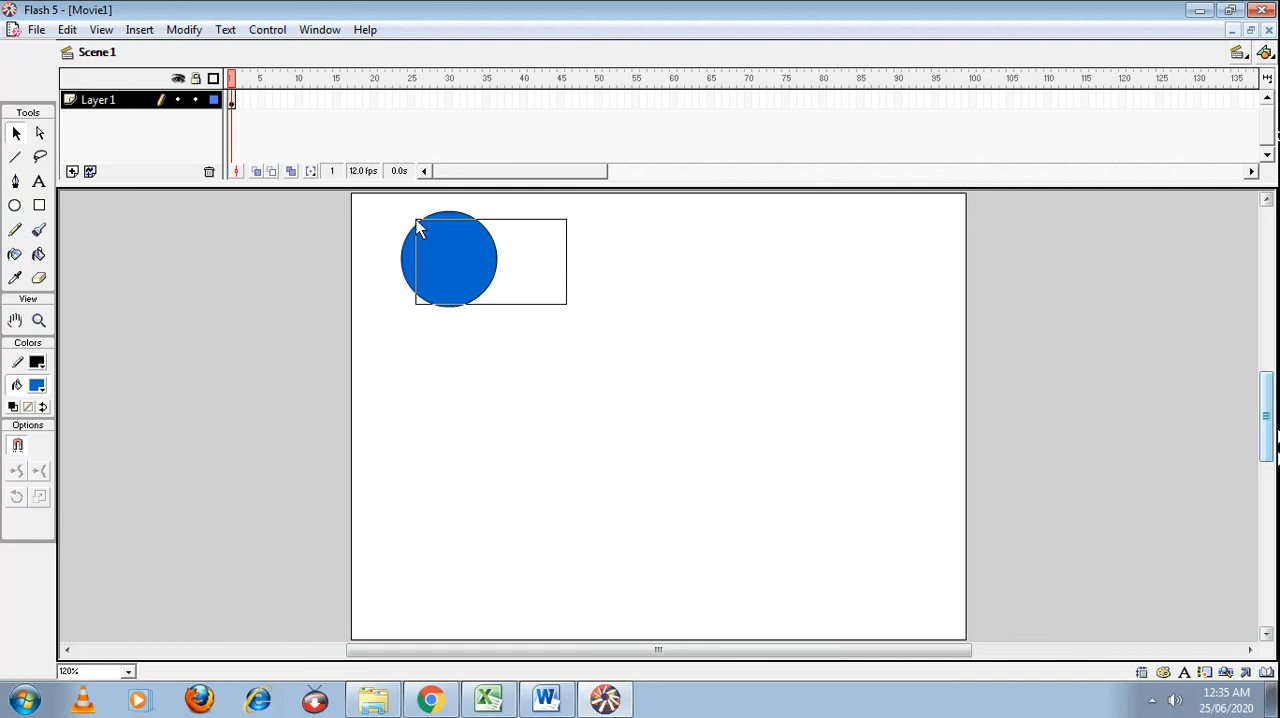 Flash 5 - [Movie1]
File Edit View Insert Modify Text Control Window Help
Scene 1
1 5 10 15 20 25 30 35 40 45 50 55 60 65 70 75 80 85 90 95 100 105 110 115 120 125 130 135
Layer 1
1 12.0 fps 0.0s
Tools
View
Colors
Options
120%
12:35 AM
25/06/2020